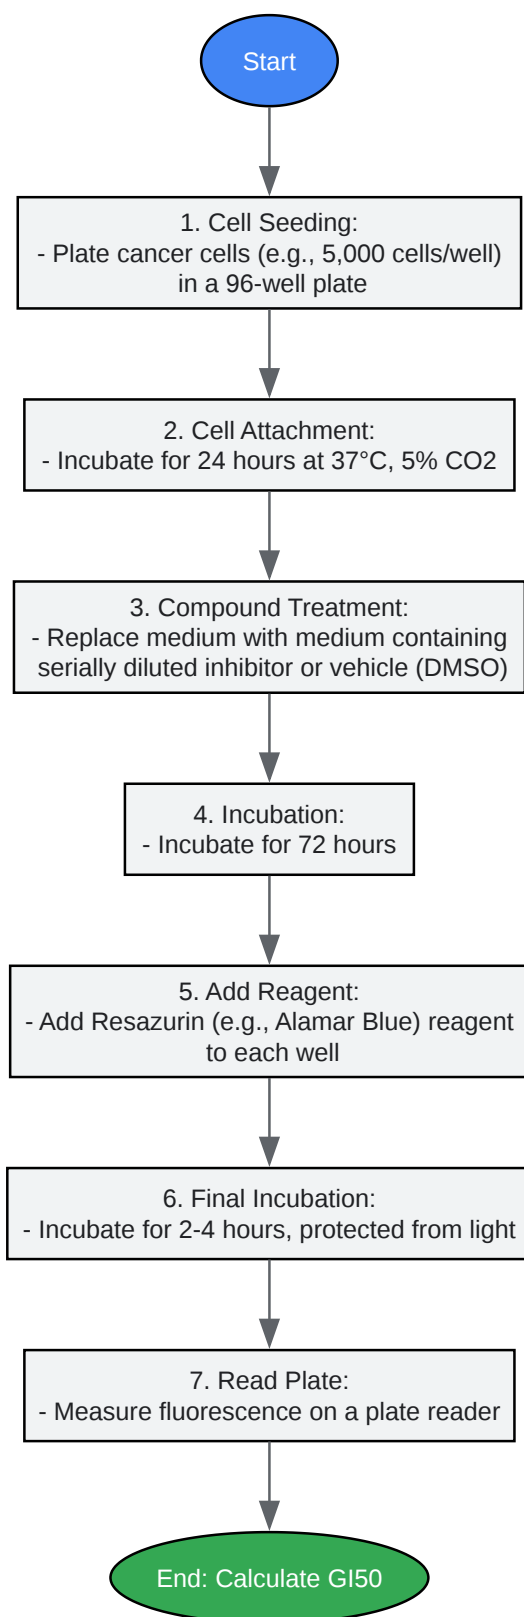 Start
1. Cell Seeding:
- Plate cancer cells (e.g., 5,000 cells/well)
in a 96-well plate
2. Cell Attachment:
- Incubate for 24 hours at 37°C, 5% CO2
3. Compound Treatment:
- Replace medium with medium containing
serially diluted inhibitor or vehicle (DMSO)
4. Incubation:
- Incubate for 72 hours
5. Add Reagent:
- Add Resazurin (e.g., Alamar Blue) reagent
to each well
6. Final Incubation:
- Incubate for 2-4 hours, protected from light
7. Read Plate:
- Measure fluorescence on a plate reader
End: Calculate GI50